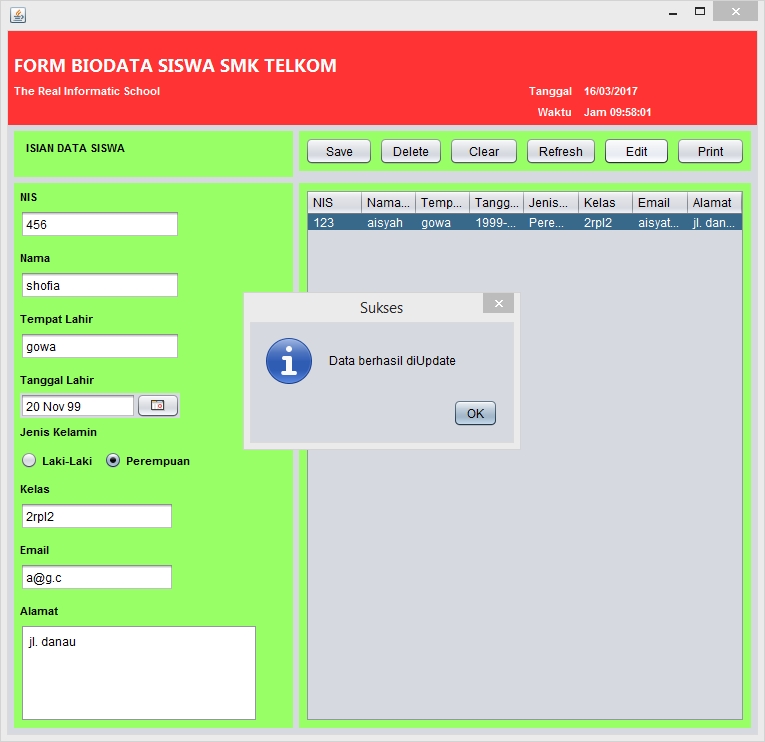 FORM BIODATA SISWA SMK TELKOM
The Real Informatic School
Tanggal 16/03/2017
Waktu Jam 09:58:01
ISIAN DATA SISWA
Save Delete Clear Refresh Edit Print
NIS
456
Nama
shofia
Tempat Lahir
gowa
Tanggal Lahir
20 Nov 99
Jenis Kelamin
Laki-Laki Perempuan
Kelas
2rpl2
Email
a@g.c
Alamat
jl. danau
NIS Nama... Temp... Tangg... Jenis... Kelas Email Alamat
123 aisyah gowa 1999-... Pere... 2rpl2 aisyat... jl. dan...
Sukses
Data berhasil diUpdate
OK